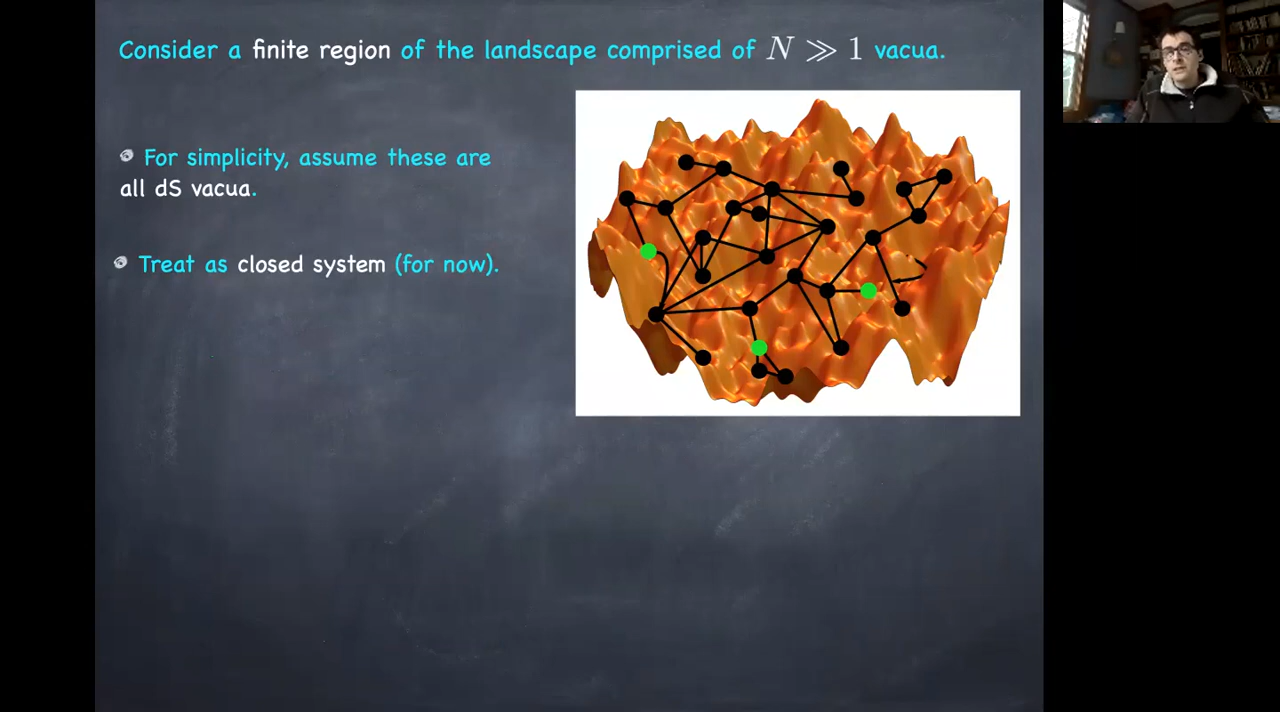 Consider a finite region of the landscape comprised of N ≫ 1 vacua.
For simplicity, assume these are
all dS vacua.
Treat as closed system (for now).